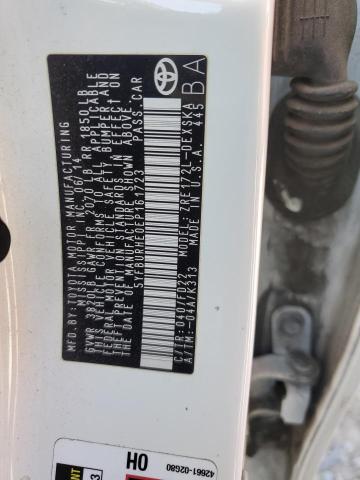 MFD.BY:TOYOTA MOTOR MANUFACTURING,
MISSISSIPPI, INC. 06/14
GVWR 3820LB GAWR FR 2070 LB RR 1850LB
THIS VEHICLE CONFORMS TO ALL APPLICABLE
FEDERAL MOTOR VEHICLE SAFETY, BUMPER, AND
THEFT PREVENTION STANDARDS IN EFFECT ON
THE DATE OF MANUFACTURE SHOWN ABOVE.
5YFBURHE0EP161723 PASS.CAR
C/TR:040/FD22 MODEL:ZRE172L-DEXSKA
A/TM:-04A/K313 MADE IN U.S.A. 445
BA
42661-02G80
OH